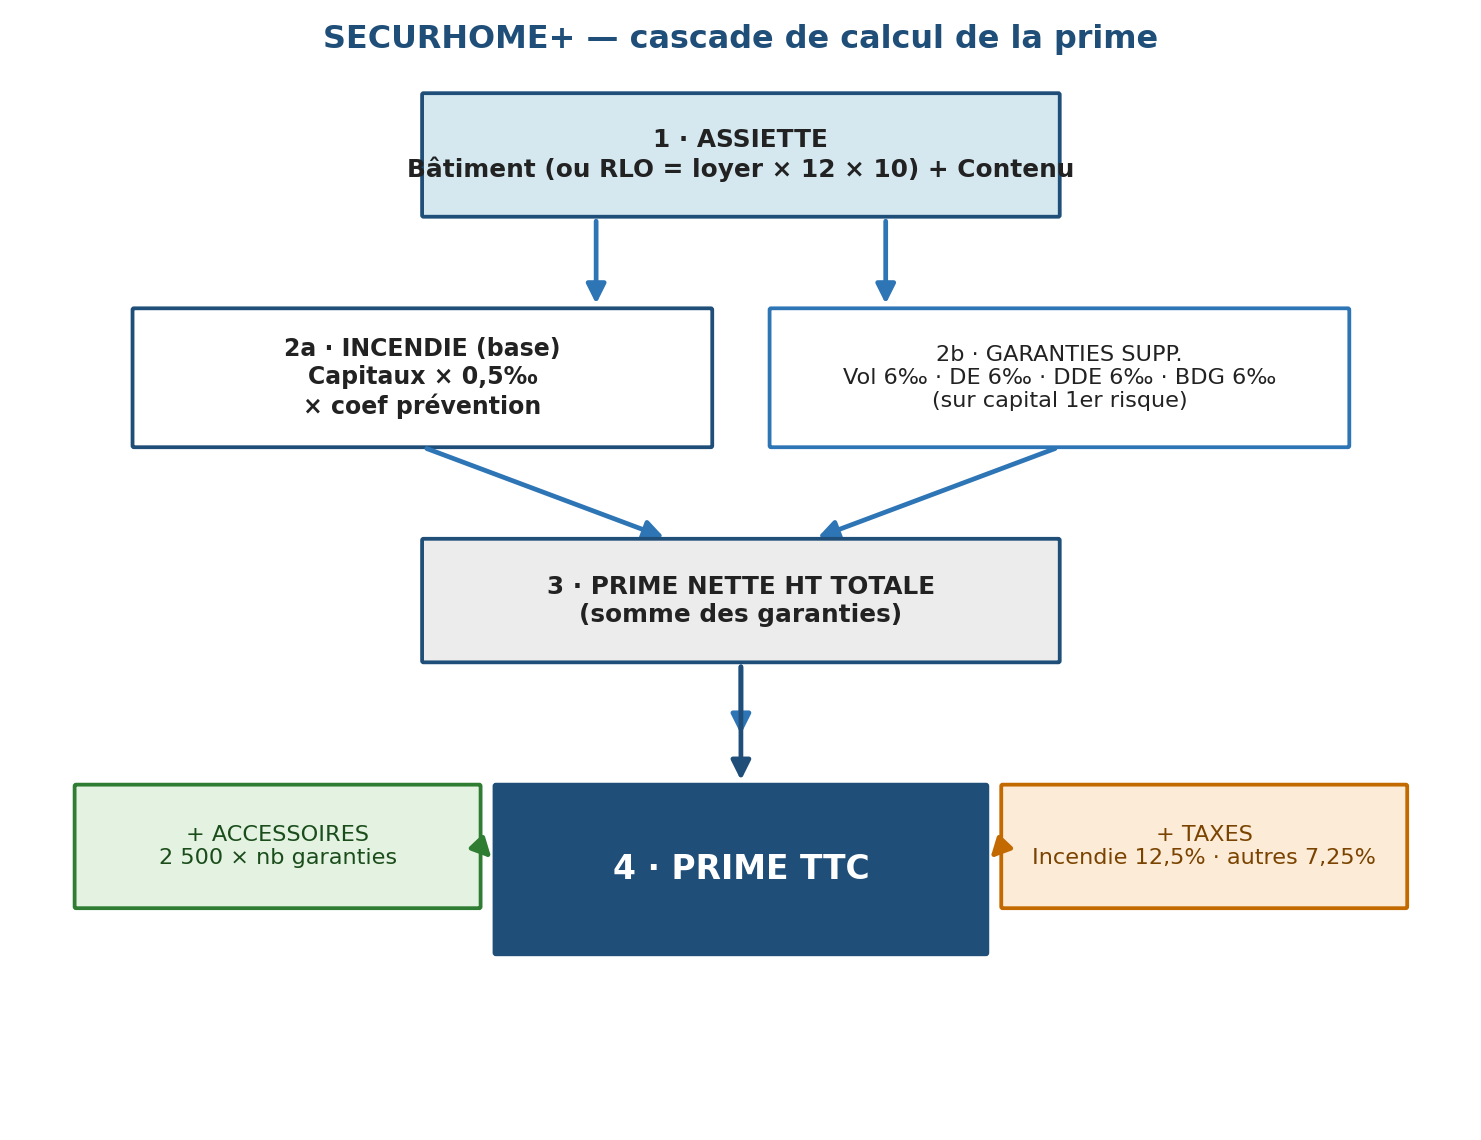 SECURHOME+ — cascade de calcul de la prime
1 · ASSIETTE
Bâtiment (ou RLO = loyer × 12 × 10) + Contenu
2a · INCENDIE (base)
Capitaux × 0,5‰
× coef prévention
2b · GARANTIES SUPP.
Vol 6‰ · DE 6‰ · DDE 6‰ · BDG 6‰
(sur capital 1er risque)
3 · PRIME NETTE HT TOTALE
(somme des garanties)
+ ACCESSOIRES
2 500 × nb garanties
4 · PRIME TTC
+ TAXES
Incendie 12,5% · autres 7,25%